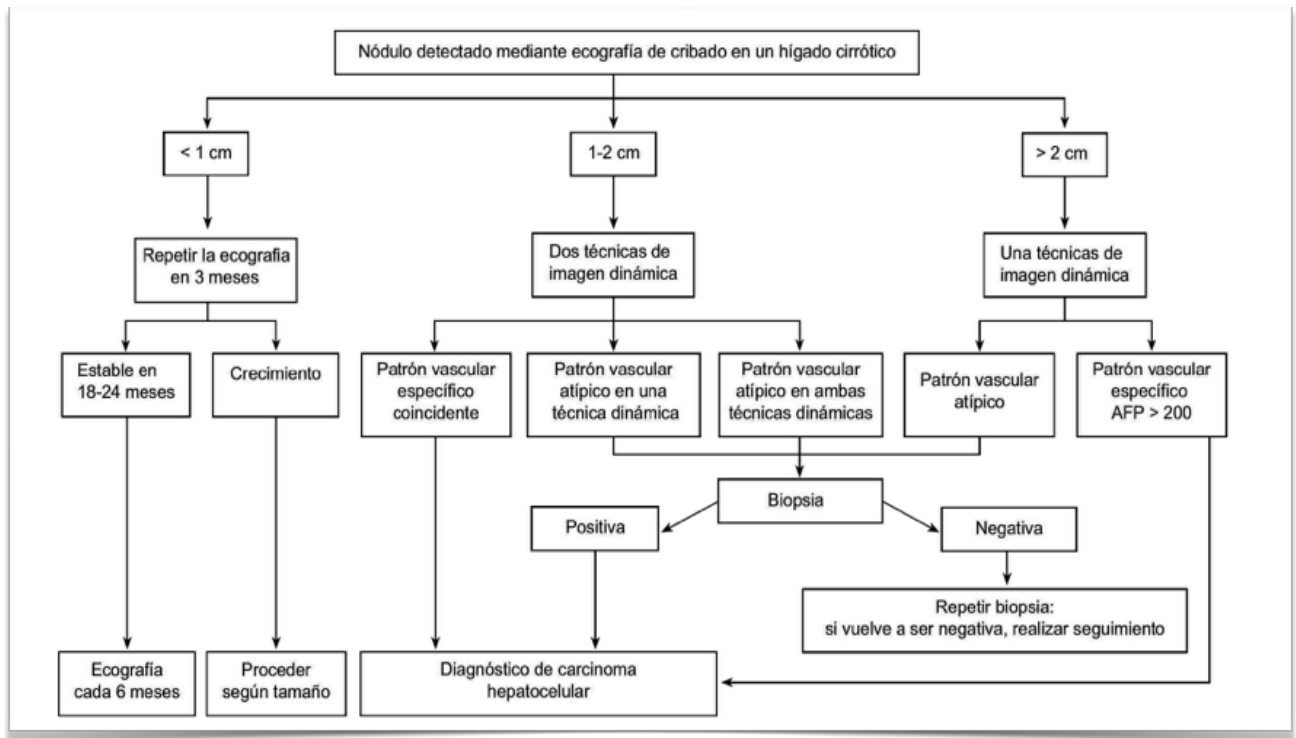 Nódulo detectado mediante ecografía de cribado en un hígado cirrótico
< 1 cm
1-2 cm
> 2 cm
Repetir la ecografia
en 3 meses
Dos técnicas de
imagen dinámica
Una técnicas de
imagen dinámica
Estable en
18-24 meses
Crecimiento
Patrón vascular
específico
coincidente
Patrón vascular
atípico en una
técnica dinámica
Patrón vascular
atípico en ambas
técnicas dinámicas
Patrón vascular
atípico
Patrón vascular
específico
AFP > 200
Biopsia
Positiva
Negativa
Repetir biopsia:
si vuelve a ser negativa, realizar seguimiento
Ecografía
cada 6 meses
Proceder
según tamaño
Diagnóstico de carcinoma
hepatocelular